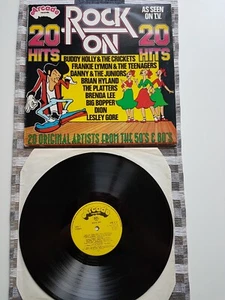 Arcade
ROCK
ON
AS SEEN ON T.V.
20
HITS
20
HITS
BUDDY HOLLY & THE CRICKETS
FRANKIE LYMON & THE TEENAGERS
DANNY & THE JUNIORS
BRIAN HYLAND
THE PLATTERS
BRENDA LEE
BIG BOPPER
DION
LESLEY GORE
20 ORIGINAL ARTISTS FROM THE 50'S & 60'S
Arcade